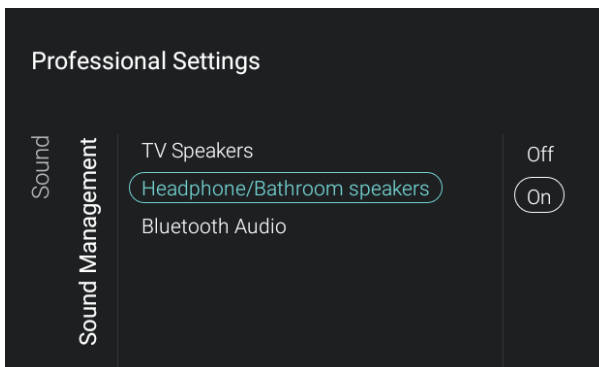 Professional Settings
Sound
Sound Management
TV Speakers
Headphone/Bathroom speakers
Bluetooth Audio
Off
On